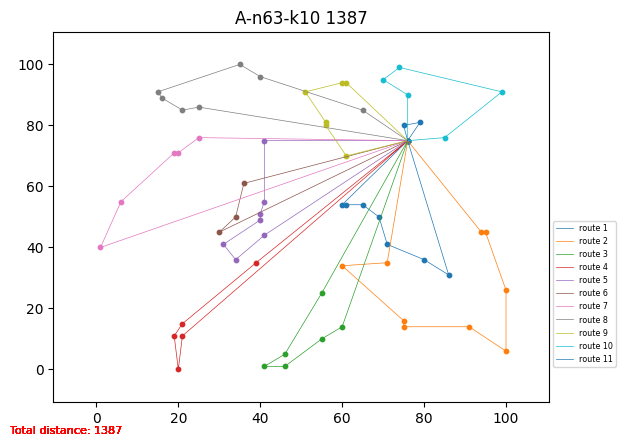 A-n63-k10 1387
100
80
60
40
20
0
0 20 40 60 80 100
route 1
route 2
route 3
route 4
route 5
route 6
route 7
route 8
route 9
route 10
route 11
Total distance: 1387